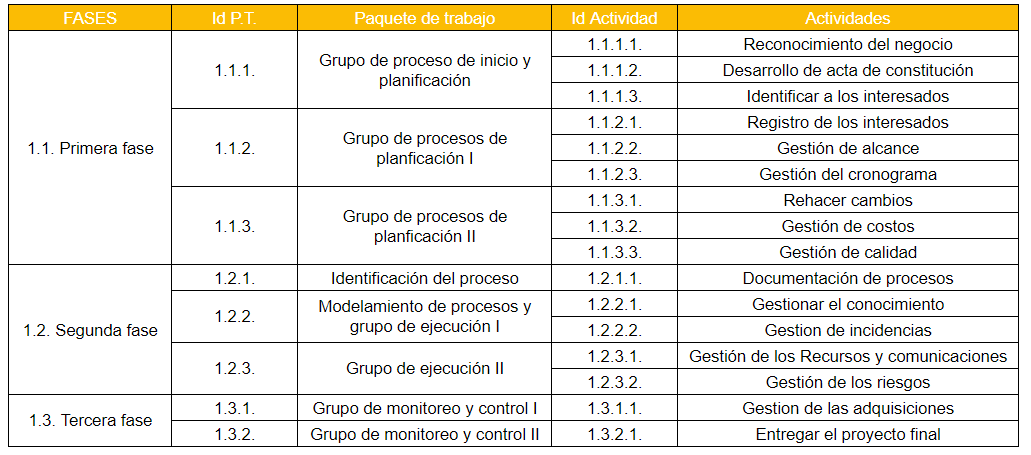 FASES Id P.T. Paquete de trabajo Id Actividad Actividades
1.1. Primera fase
1.1.1.
Grupo de proceso de inicio y
planificación
1.1.1.1. Reconocimiento del negocio
1.1.1.2. Desarrollo de acta de constitución
1.1.1.3. Identificar a los interesados
1.1.2.
Grupo de procesos de
planficación I
1.1.2.1. Registro de los interesados
1.1.2.2. Gestión de alcance
1.1.2.3. Gestión del cronograma
1.1.3.
Grupo de procesos de
planficación II
1.1.3.1. Rehacer cambios
1.1.3.2. Gestión de costos
1.1.3.3. Gestión de calidad
1.2. Segunda fase
1.2.1. Identificación del proceso 1.2.1.1. Documentación de procesos
1.2.2.
Modelamiento de procesos y
grupo de ejecución I
1.2.2.1. Gestionar el conocimiento
1.2.2.2. Gestion de incidencias
1.2.3. Grupo de ejecución II
1.2.3.1. Gestión de los Recursos y comunicaciones
1.2.3.2. Gestión de los riesgos
1.3. Tercera fase
1.3.1. Grupo de monitoreo y control I 1.3.1.1. Gestion de las adquisiciones
1.3.2. Grupo de monitoreo y control II 1.3.2.1. Entregar el proyecto final